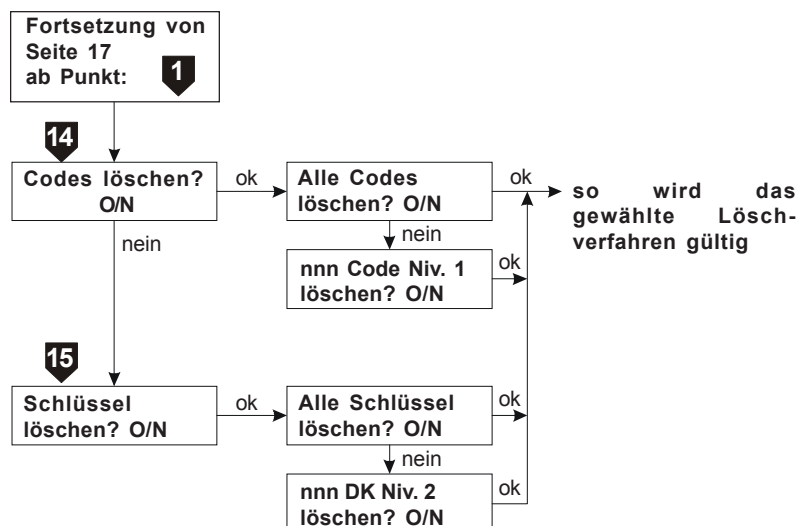 Fortsetzung von
Seite 17
ab Punkt: 1
14
Codes löschen?
O/N
ok
Alle Codes
löschen? O/N
ok
so wird das
gewählte Lösch-
verfahren gültig
nein
nein
nnn Code Niv. 1
löschen? O/N
ok
15
Schlüssel
löschen? O/N
ok
Alle Schlüssel
löschen? O/N
ok
nein
nnn DK Niv. 2
löschen? O/N
ok